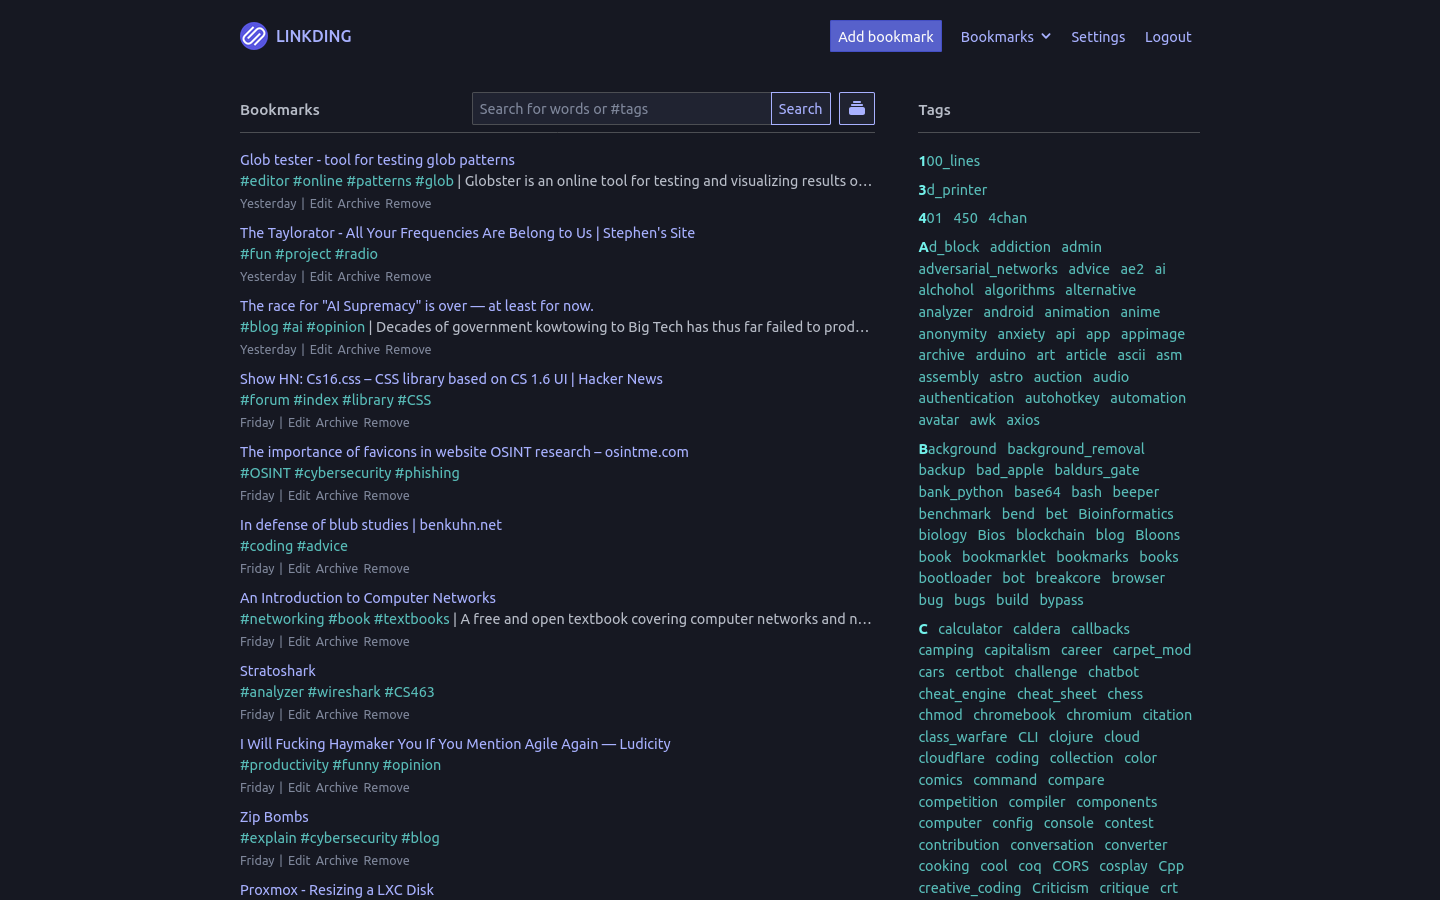 LINKDING
Add bookmark Bookmarks Settings Logout
Bookmarks
Search for words or #tags Search
Glob tester - tool for testing glob patterns
#editor #online #patterns #glob | Globster is an online tool for testing and visualizing results o...
Yesterday | Edit Archive Remove
The Taylorator - All Your Frequencies Are Belong to Us | Stephen's Site
#fun #project #radio
Yesterday | Edit Archive Remove
The race for "AI Supremacy" is over — at least for now.
#blog #ai #opinion | Decades of government kowtowing to Big Tech has thus far failed to prod...
Yesterday | Edit Archive Remove
Show HN: Cs16.css – CSS library based on CS 1.6 UI | Hacker News
#forum #index #library #CSS
Friday | Edit Archive Remove
The importance of favicons in website OSINT research – osintme.com
#OSINT #cybersecurity #phishing
Friday | Edit Archive Remove
In defense of blub studies | benkuhn.net
#coding #advice
Friday | Edit Archive Remove
An Introduction to Computer Networks
#networking #book #textbooks | A free and open textbook covering computer networks and n...
Friday | Edit Archive Remove
Stratoshark
#analyzer #wireshark #CS463
Friday | Edit Archive Remove
I Will Fucking Haymaker You If You Mention Agile Again — Ludicity
#productivity #funny #opinion
Friday | Edit Archive Remove
Zip Bombs
#explain #cybersecurity #blog
Friday | Edit Archive Remove
Proxmox - Resizing a LXC Disk
Tags
100_lines
3d_printer
401 450 4chan
Ad_block addiction admin
adversarial_networks advice ae2 ai
alchohol algorithms alternative
analyzer android animation anime
anonymity anxiety api app appimage
archive arduino art article ascii asm
assembly astro auction audio
authentication autohotkey automation
avatar awk axios
Background background_removal
backup bad_apple baldurs_gate
bank_python base64 bash beeper
benchmark bend bet Bioinformatics
biology Bios blockchain blog Bloons
book bookmarklet bookmarks books
bootloader bot breakcore browser
bug bugs build bypass
C calculator caldera callbacks
camping capitalism career carpet_mod
cars certbot challenge chatbot
cheat_engine cheat_sheet chess
chmod chromebook chromium citation
class_warfare CLI clojure cloud
cloudflare coding collection color
comics command compare
competition compiler components
computer config console contest
contribution conversation converter
cooking cool coq CORS cosplay Cpp
creative_coding Criticism critique crt